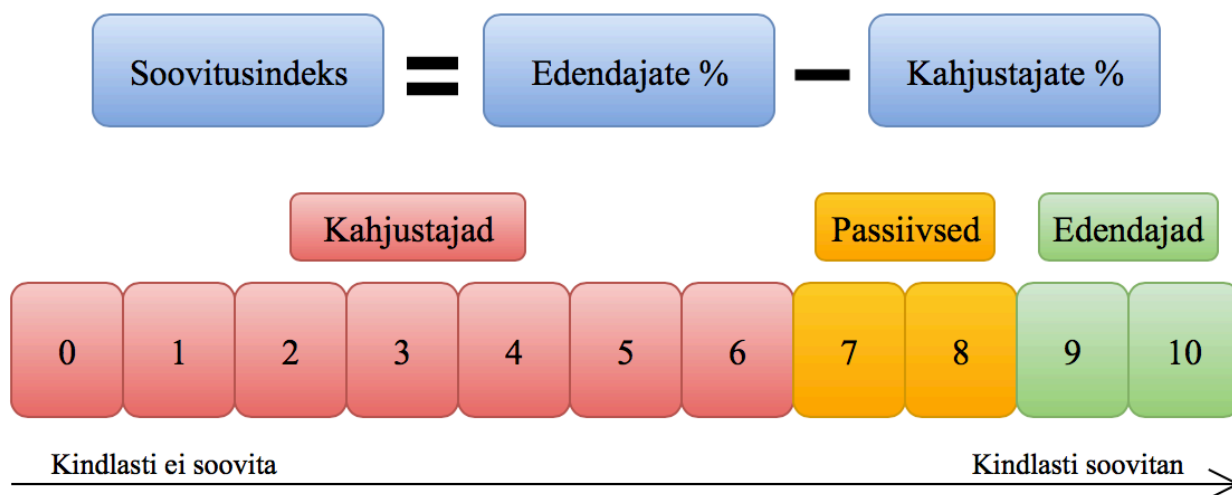 Soovitusindeks = Edendajate % − Kahjustajate %
Kahjustajad Passiivsed Edendajad
0 1 2 3 4 5 6 7 8 9 10
Kindlasti ei soovita Kindlasti soovitan